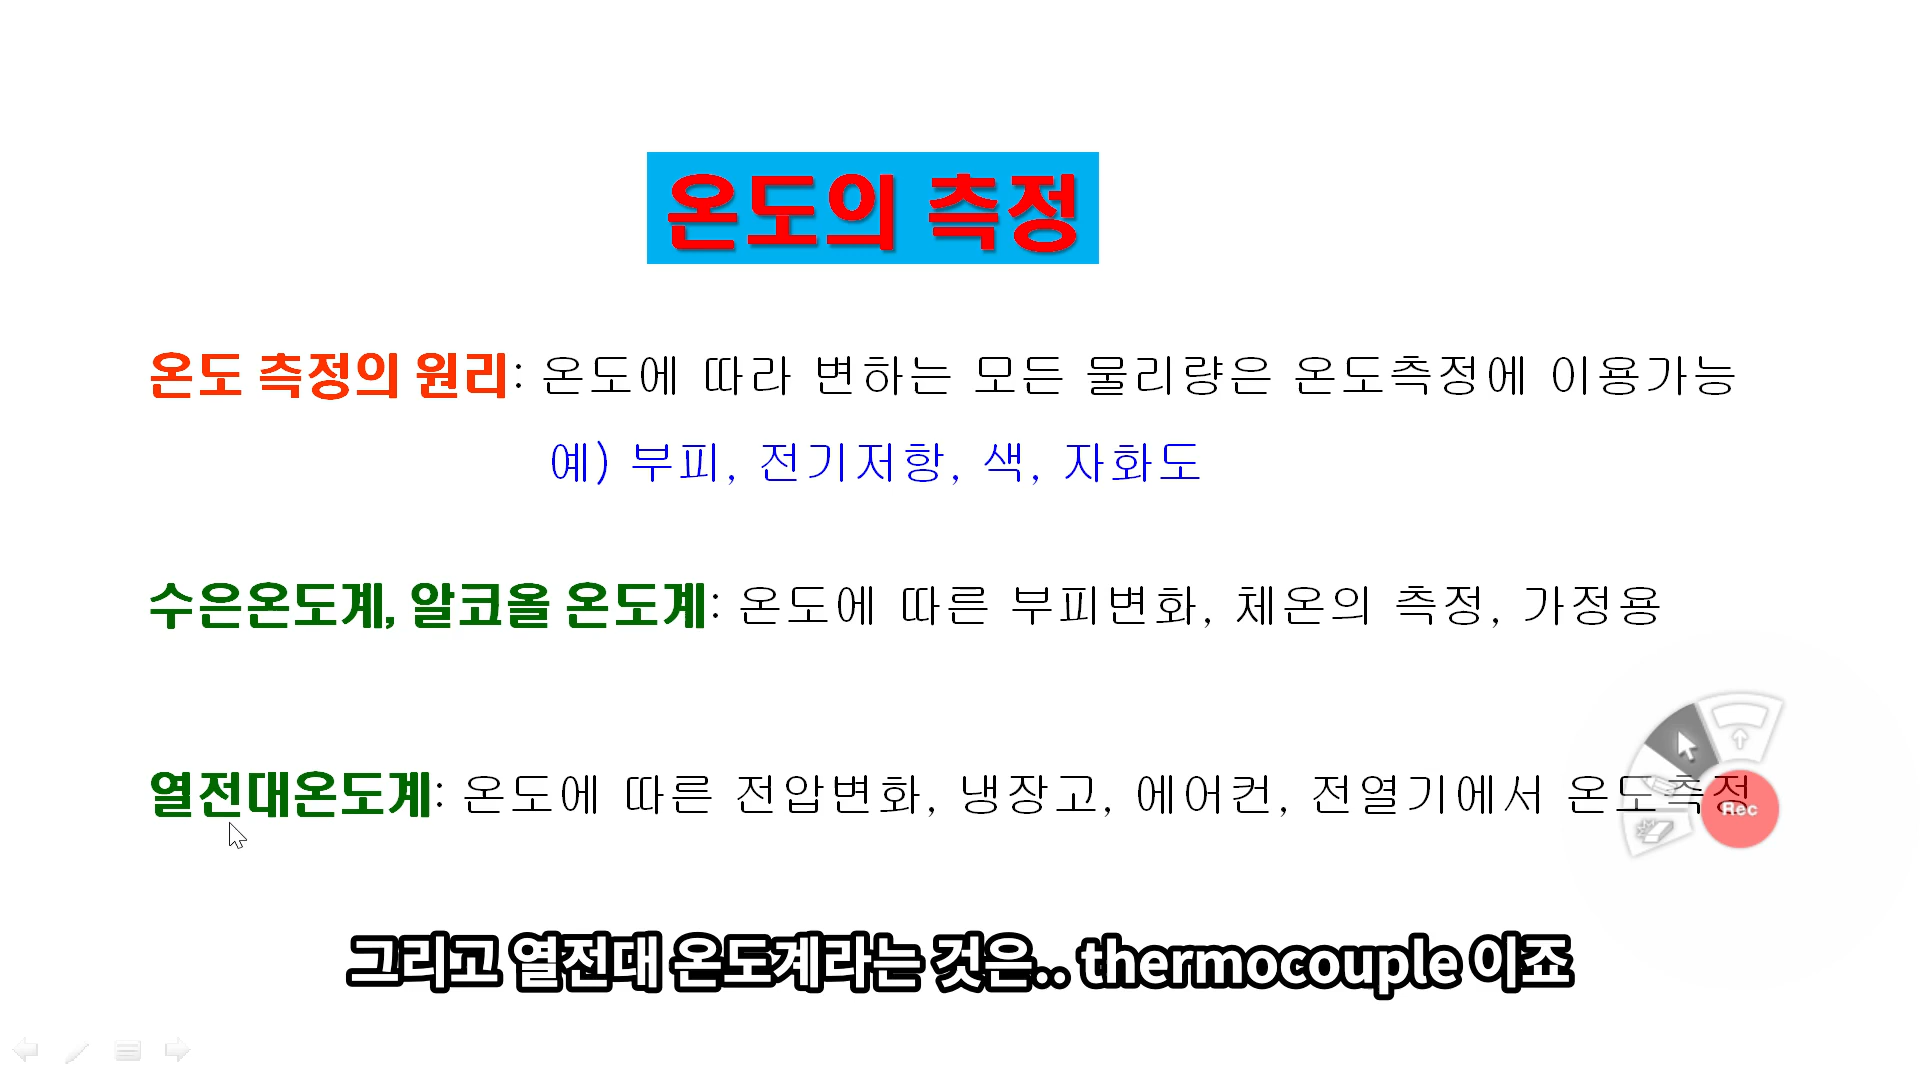 온도의 측정
온도 측정의 원리: 온도에 따라 변하는 모든 물리량은 온도측정에 이용가능
예) 부피, 전기저항, 색, 자화도
수은온도계, 알코올 온도계: 온도에 따른 부피변화, 체온의 측정, 가정용
열전대온도계: 온도에 따른 전압변화, 냉장고, 에어컨, 전열기에서 온도측정
Rec
그리고 열전대 온도계라는 것은.. thermocouple 이죠